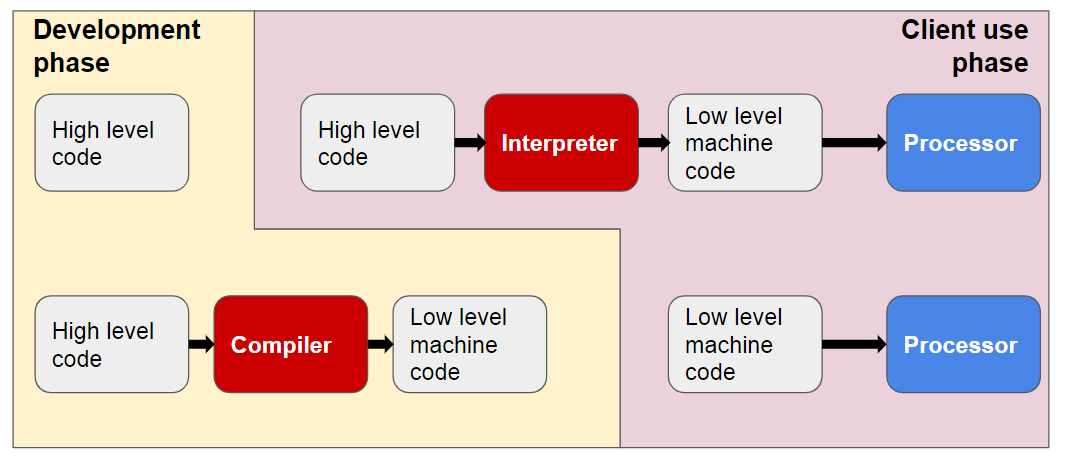 Development
phase
Client use
phase
High level
code
High level
code
Interpreter
Low level
machine
code
Processor
High level
code
Compiler
Low level
machine
code
Low level
machine
code
Processor